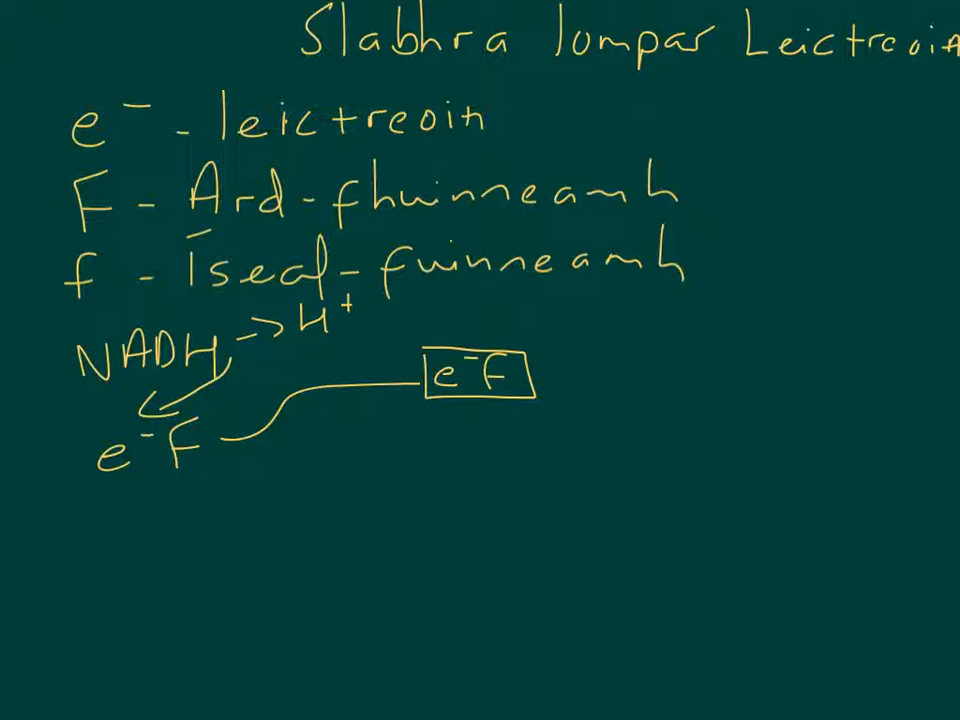 Slabhra Iompar Leictreoin
e⁻ - leictreoin
F - Ard-fhuinneamh
f - Íseal-fuinneamh
NADH → H⁺
e⁻F
e⁻F